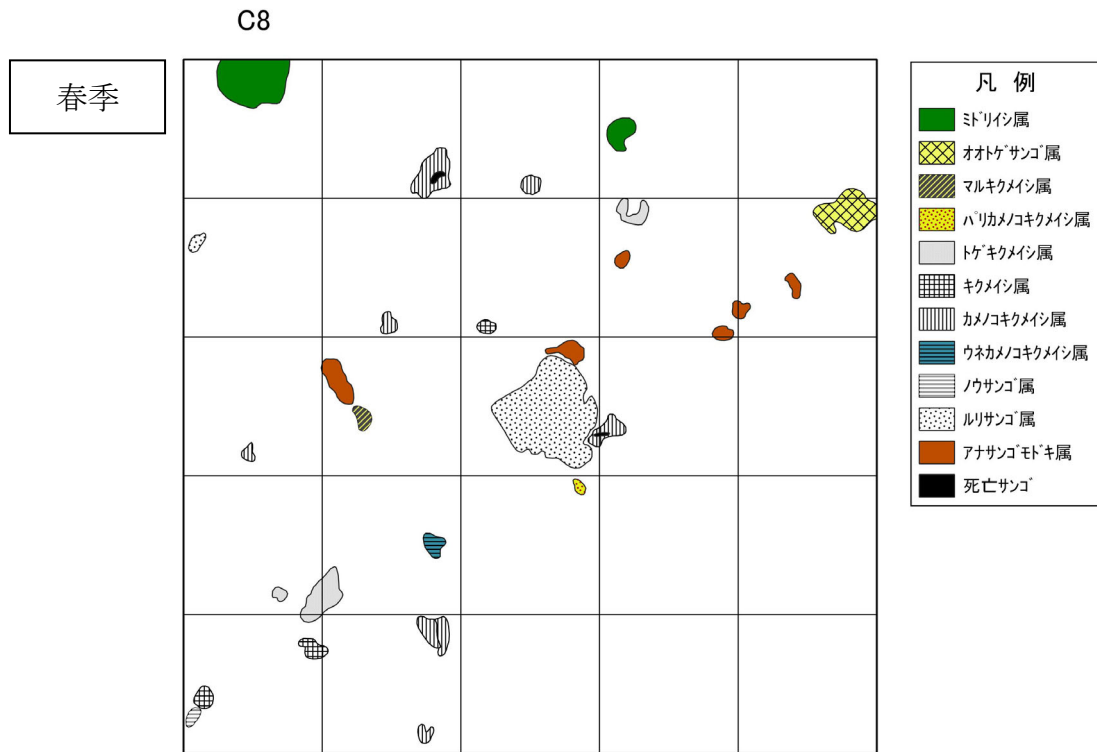 C8
春季
凡 例
ﾐﾄﾞﾘｲｼ属
ｵｵﾄｹﾞｻﾝｺﾞ属
ﾏﾙｷｸﾒｲｼ属
ﾊﾟﾘｶﾒﾉｺｷｸﾒｲｼ属
ﾄｹﾞｷｸﾒｲｼ属
ｷｸﾒｲｼ属
ｶﾒﾉｺｷｸﾒｲｼ属
ｳﾈｶﾒﾉｺｷｸﾒｲｼ属
ﾉｳｻﾝｺﾞ属
ﾙﾘｻﾝｺﾞ属
ｱﾅｻﾝｺﾞﾓﾄﾞｷ属
死亡ｻﾝｺﾞ